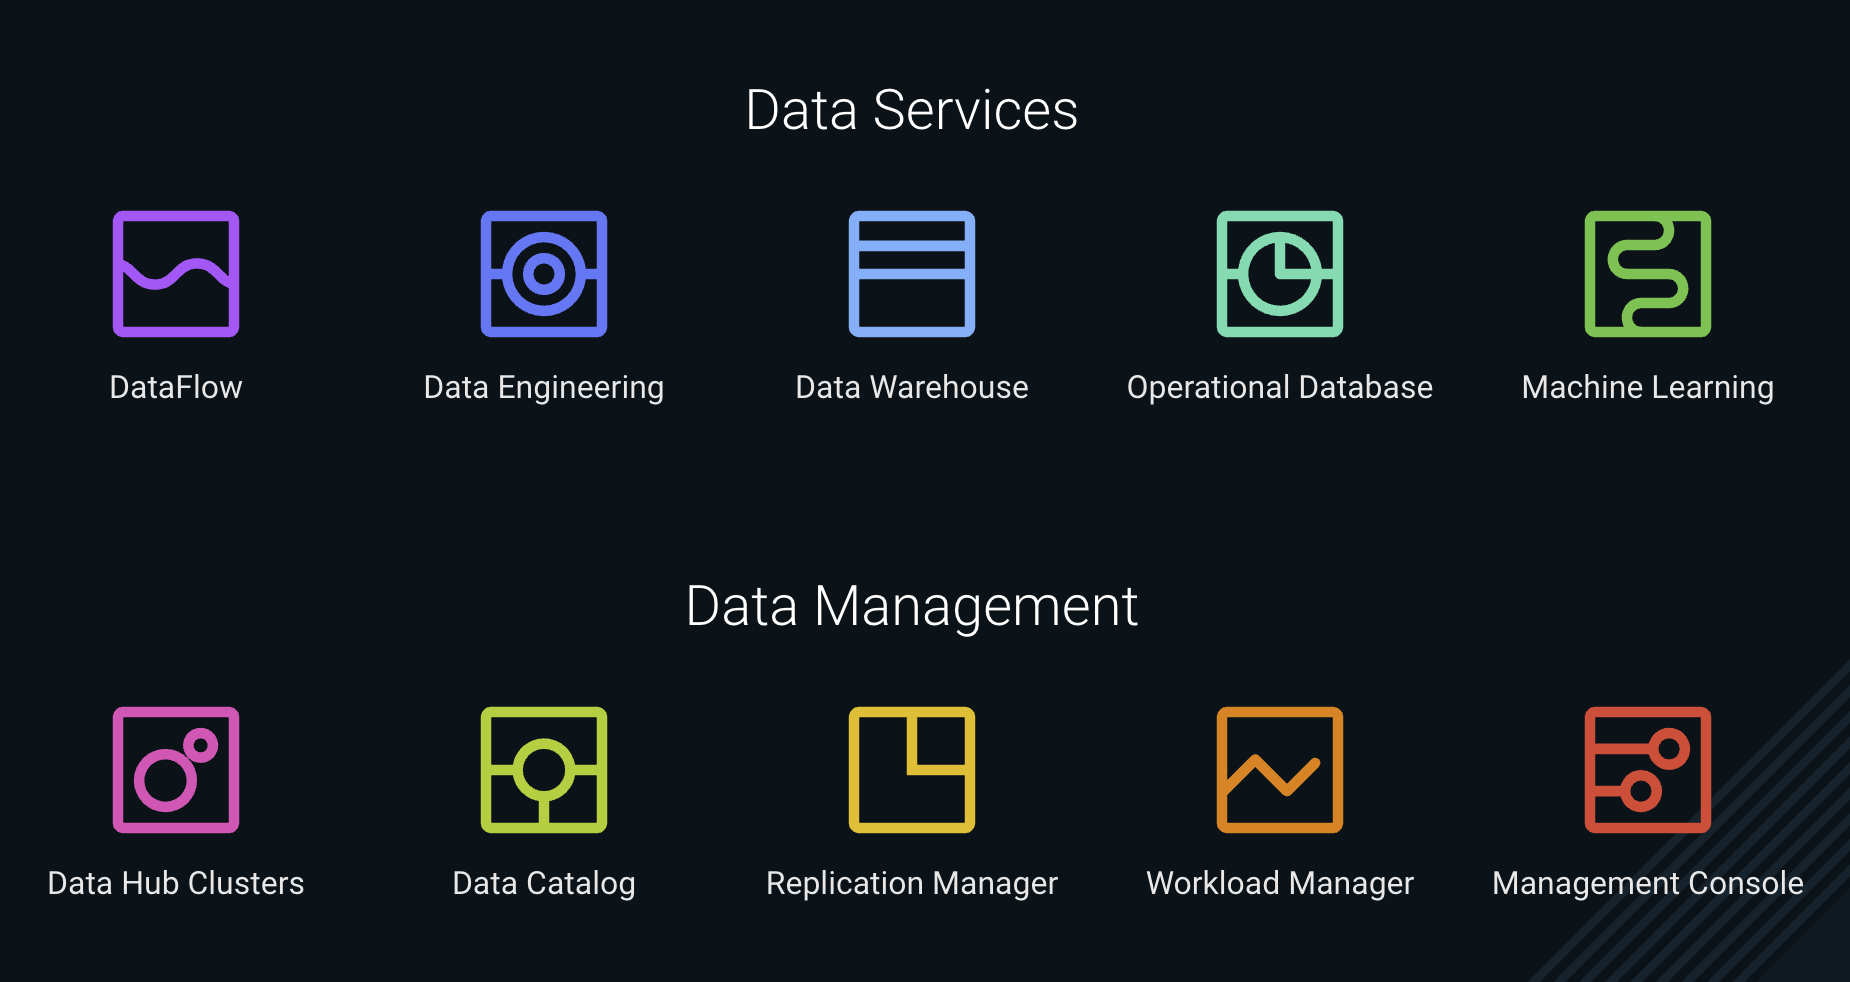 Data Services
DataFlow
Data Engineering
Data Warehouse
Operational Database
Machine Learning
Data Management
Data Hub Clusters
Data Catalog
Replication Manager
Workload Manager
Management Console